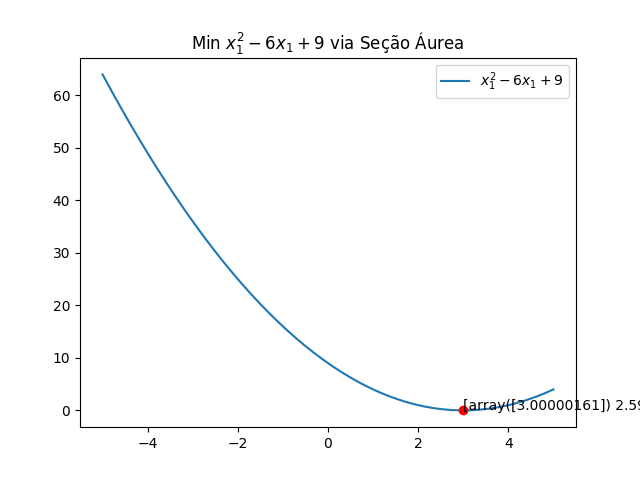 Min $x_1^2 - 6x_1 + 9$ via Seção Áurea
$x_1^2 - 6x_1 + 9$
60
50
40
30
20
10
0
[array([3.00000161]) 2.59
−4 −2 0 2 4